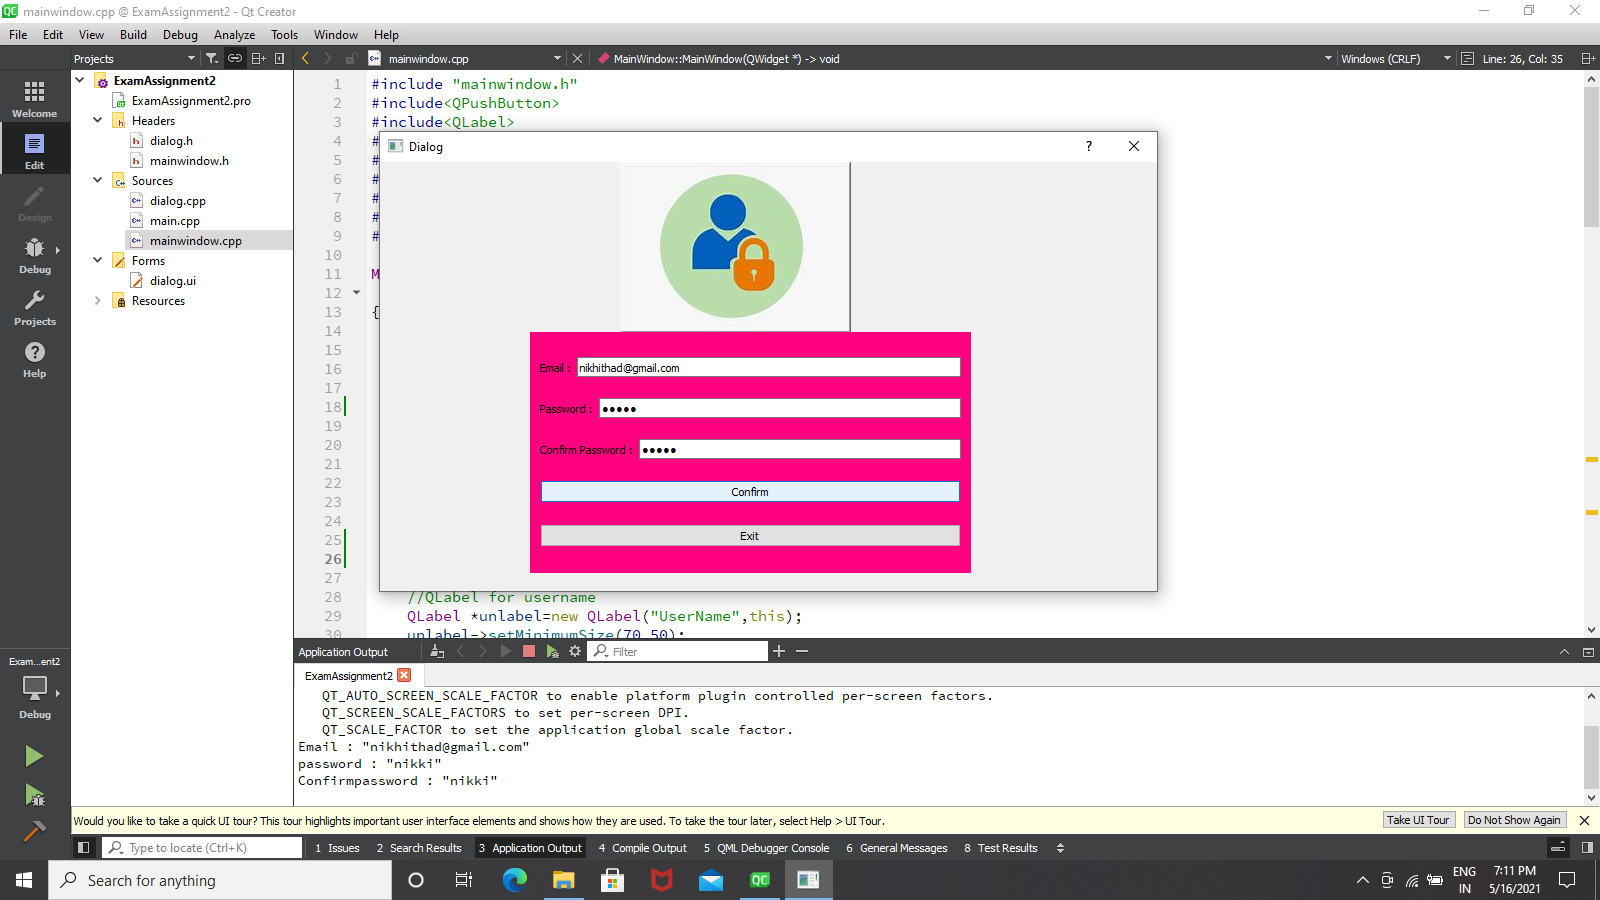 QC mainwindow.cpp @ ExamAssignment2 - Qt Creator
File Edit View Build Debug Analyze Tools Window Help
Projects mainwindow.cpp MainWindow::MainWindow(QWidget *) -> void Windows (CRLF) Line: 26, Col: 35
Welcome
Edit
Design
Debug
Projects
Help
Exam...ent2
Debug
ExamAssignment2
ExamAssignment2.pro
Headers
dialog.h
mainwindow.h
Sources
dialog.cpp
main.cpp
mainwindow.cpp
Forms
dialog.ui
Resources
1 #include "mainwindow.h"
2 #include<QPushButton>
3 #include<QLabel>
4 #
5 #
6 #
7 #
8 #
9 #
10
11 M
12
13 {
14
15
16
17
18
19
20
21
22
23
24
25
26
27
28 //QLabel for username
29 QLabel *unlabel=new QLabel("UserName",this);
30 unlabel->setMinimumSize(70,50);
Dialog ?
Email : nikhithad@gmail.com
Password : •••••
Confirm Password : •••••
Confirm
Exit
Application Output Filter
ExamAssignment2
QT_AUTO_SCREEN_SCALE_FACTOR to enable platform plugin controlled per-screen factors.
QT_SCREEN_SCALE_FACTORS to set per-screen DPI.
QT_SCALE_FACTOR to set the application global scale factor.
Email : "nikhithad@gmail.com"
password : "nikki"
Confirmpassword : "nikki"
Would you like to take a quick UI tour? This tour highlights important user interface elements and shows how they are used. To take the tour later, select Help > UI Tour. Take UI Tour Do Not Show Again
Type to locate (Ctrl+K) 1 Issues 2 Search Results 3 Application Output 4 Compile Output 5 QML Debugger Console 6 General Messages 8 Test Results
Search for anything QC ENG 7:11 PM
IN 5/16/2021